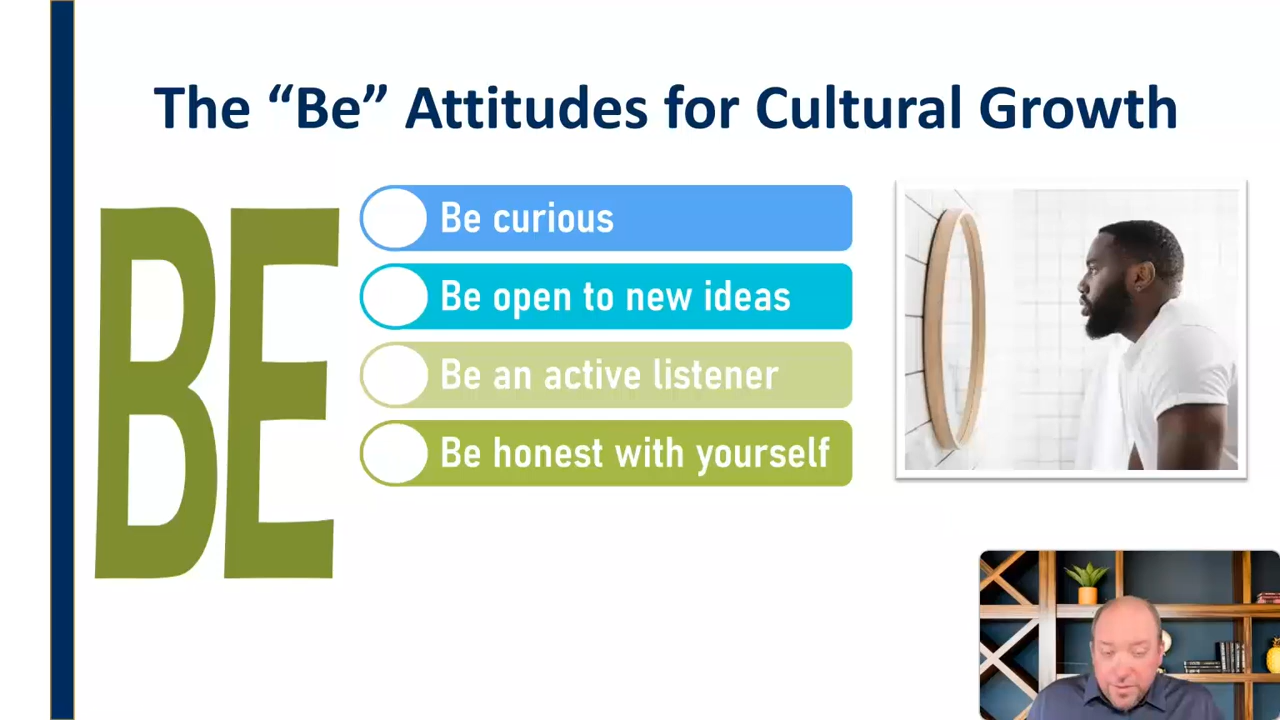 The “Be” Attitudes for Cultural Growth
BE
Be curious
Be open to new ideas
Be an active listener
Be honest with yourself